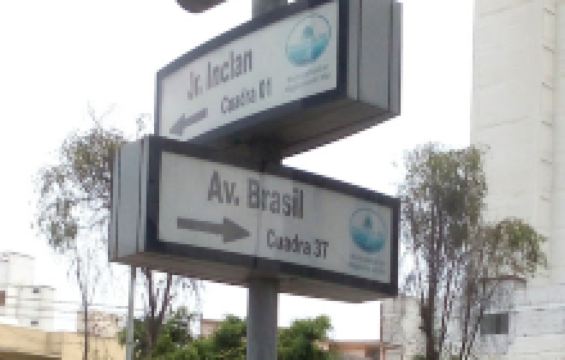 Jr. Inclan
Cuadra 01
Av. Brasil
Cuadra 37